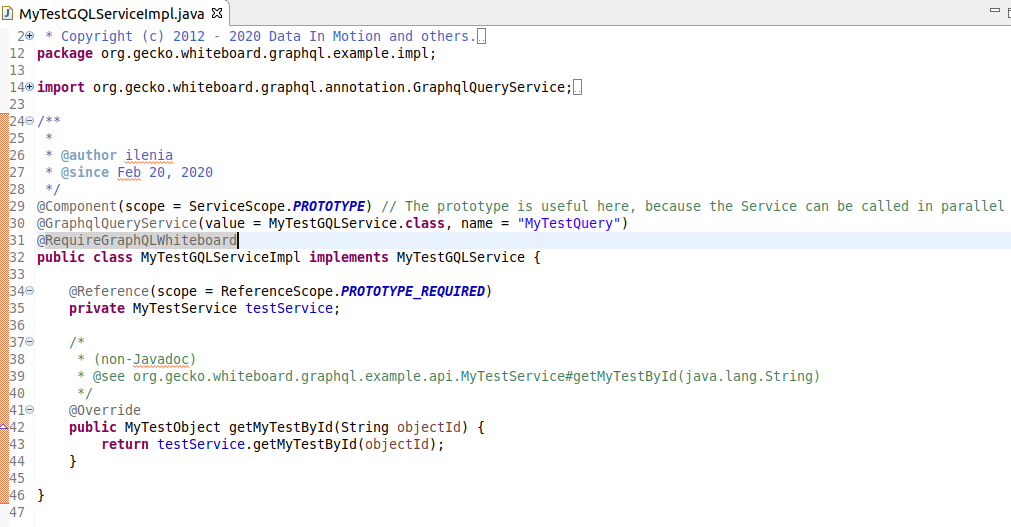 MyTestGQLServiceImpl.java
2 * Copyright (c) 2012 - 2020 Data In Motion and others.
12 package org.gecko.whiteboard.graphql.example.impl;
13
14 import org.gecko.whiteboard.graphql.annotation.GraphqlQueryService;
23
24 /**
25 *
26 * @author ilenia
27 * @since Feb 20, 2020
28 */
29 @Component(scope = ServiceScope.PROTOTYPE) // The prototype is useful here, because the Service can be called in parallel
30 @GraphqlQueryService(value = MyTestGQLService.class, name = "MyTestQuery")
31 @RequireGraphQLWhiteboard
32 public class MyTestGQLServiceImpl implements MyTestGQLService {
33
34 @Reference(scope = ReferenceScope.PROTOTYPE_REQUIRED)
35 private MyTestService testService;
36
37 /*
38 * (non-Javadoc)
39 * @see org.gecko.whiteboard.graphql.example.api.MyTestService#getMyTestById(java.lang.String)
40 */
41 @Override
42 public MyTestObject getMyTestById(String objectId) {
43 return testService.getMyTestById(objectId);
44 }
45
46 }
47